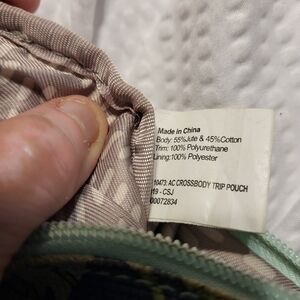 Made in China
Body: 55%Jute & 45%Cotton
Trim: 100% Polyurethane
Lining:100% Polyester
10473: AC CROSSBODY TRIP POUCH
- CSJ
00072834